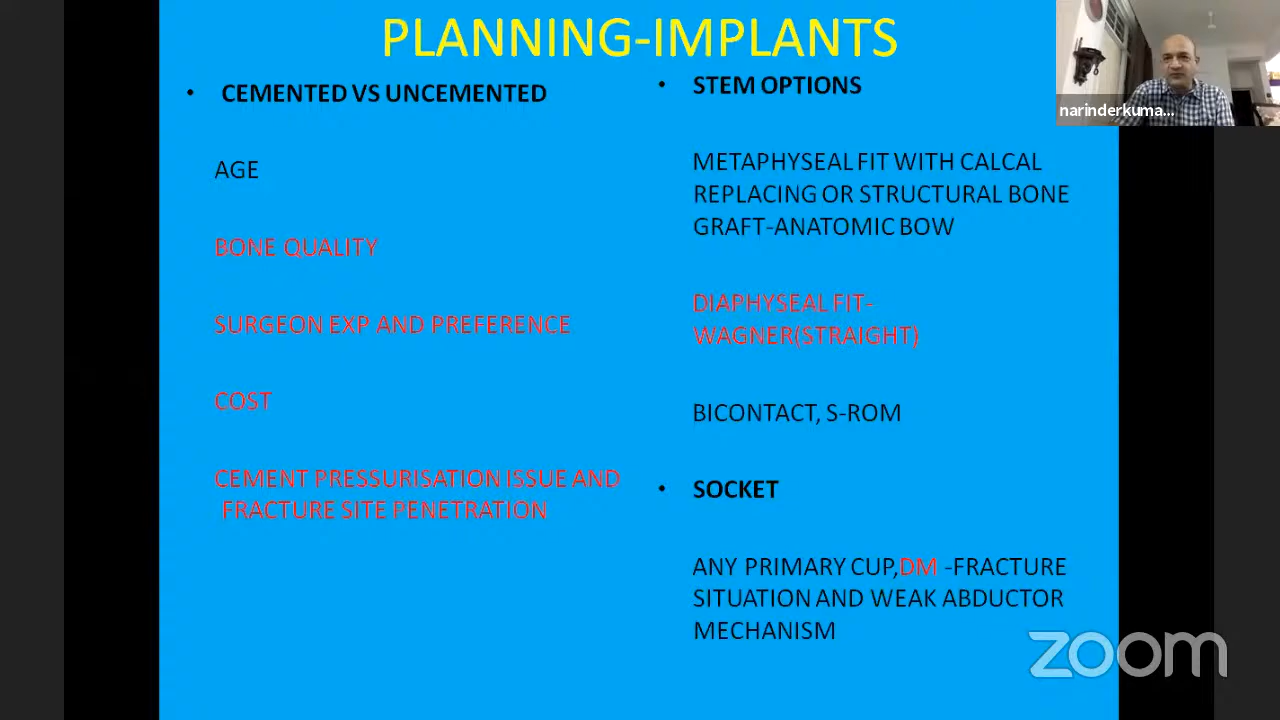 PLANNING-IMPLANTS
• CEMENTED VS UNCEMENTED
AGE
BONE QUALITY
SURGEON EXP AND PREFERENCE
COST
CEMENT PRESSURISATION ISSUE AND
FRACTURE SITE PENETRATION
• STEM OPTIONS
METAPHYSEAL FIT WITH CALCAL
REPLACING OR STRUCTURAL BONE
GRAFT-ANATOMIC BOW
DIAPHYSEAL FIT-
WAGNER(STRAIGHT)
BICONTACT, S-ROM
• SOCKET
ANY PRIMARY CUP,DM -FRACTURE
SITUATION AND WEAK ABDUCTOR
MECHANISM
narinderkuma...
zoom